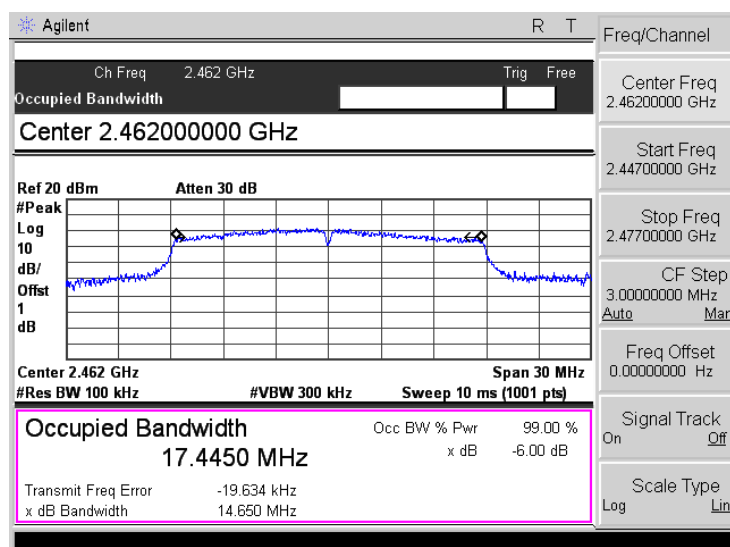 Agilent R T
Freq/Channel
Ch Freq 2.462 GHz Trig Free
Occupied Bandwidth
Center 2.462000000 GHz
Ref 20 dBm Atten 30 dB
#Peak
Log
10
dB/
Offst
1
dB
Center 2.462 GHz Span 30 MHz
#Res BW 100 kHz #VBW 300 kHz Sweep 10 ms (1001 pts)
Occupied Bandwidth
17.4450 MHz
Occ BW % Pwr 99.00 %
x dB -6.00 dB
Transmit Freq Error -19.634 kHz
x dB Bandwidth 14.650 MHz
Center Freq
2.46200000 GHz
Start Freq
2.44700000 GHz
Stop Freq
2.47700000 GHz
CF Step
3.00000000 MHz
Auto Man
Freq Offset
0.00000000 Hz
Signal Track
On Off
Scale Type
Log Lin